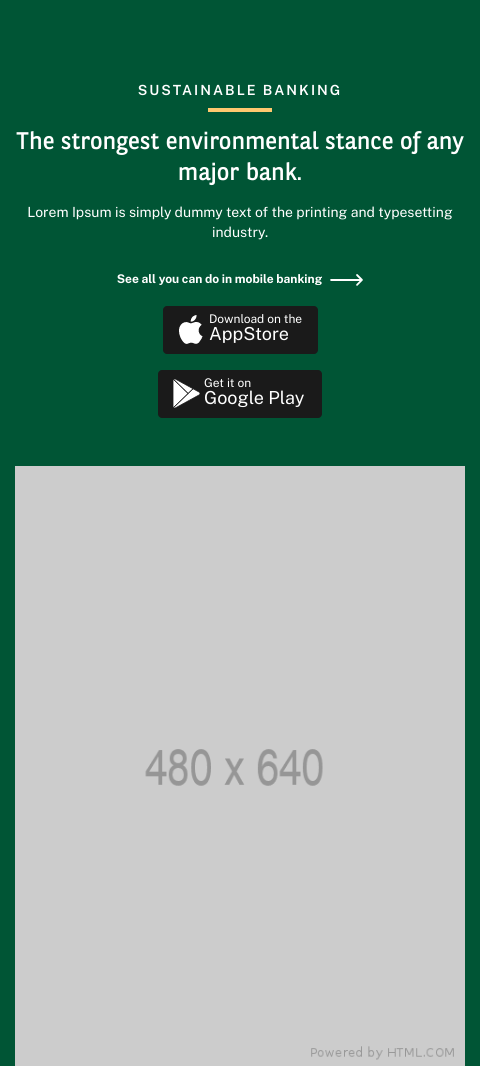 SUSTAINABLE BANKING
The strongest environmental stance of any
major bank.
Lorem Ipsum is simply dummy text of the printing and typesetting
industry.
See all you can do in mobile banking
Download on the
AppStore
Get it on
Google Play
480 x 640
Powered by HTML.COM